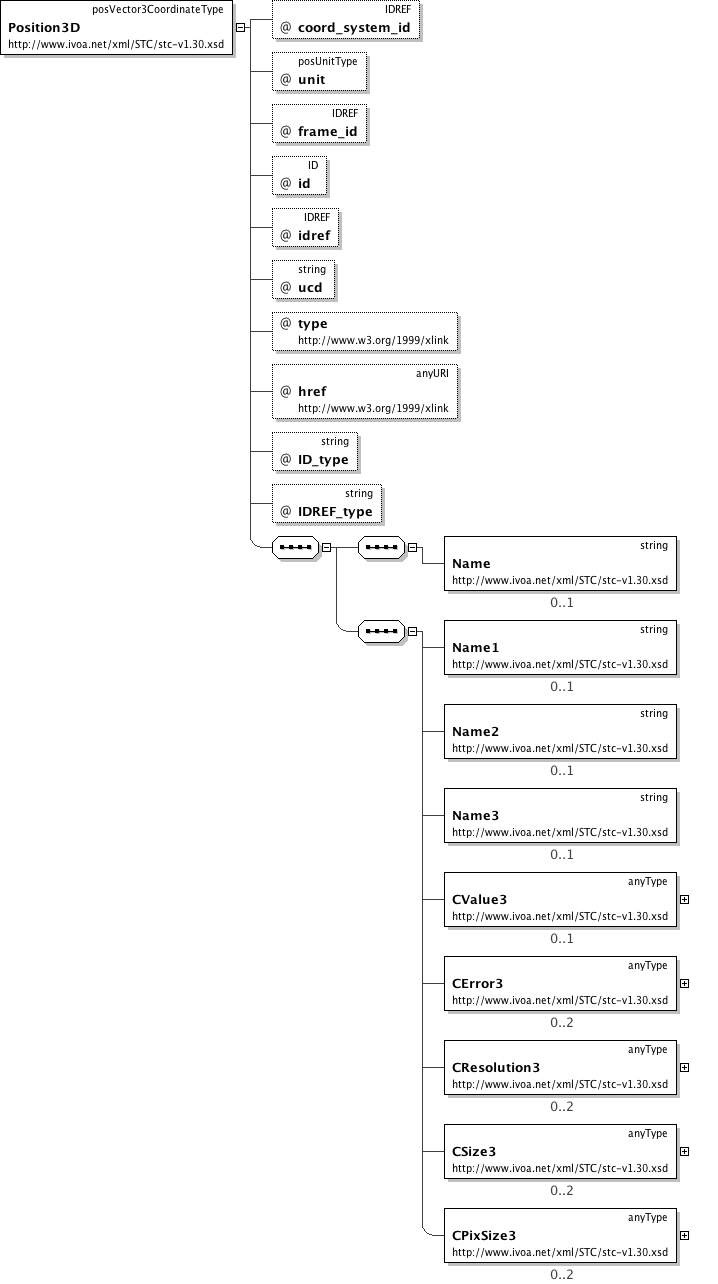 posVector3CoordinateType
Position3D
http://www.ivoa.net/xml/STC/stc-v1.30.xsd
IDREF
@ coord_system_id
posUnitType
@ unit
IDREF
@ frame_id
ID
@ id
IDREF
@ idref
string
@ ucd
@ type
http://www.w3.org/1999/xlink
anyURI
@ href
http://www.w3.org/1999/xlink
string
@ ID_type
string
@ IDREF_type
string
Name
http://www.ivoa.net/xml/STC/stc-v1.30.xsd
0..1
string
Name1
http://www.ivoa.net/xml/STC/stc-v1.30.xsd
0..1
string
Name2
http://www.ivoa.net/xml/STC/stc-v1.30.xsd
0..1
string
Name3
http://www.ivoa.net/xml/STC/stc-v1.30.xsd
0..1
anyType
CValue3
http://www.ivoa.net/xml/STC/stc-v1.30.xsd
0..1
anyType
CError3
http://www.ivoa.net/xml/STC/stc-v1.30.xsd
0..2
anyType
CResolution3
http://www.ivoa.net/xml/STC/stc-v1.30.xsd
0..2
anyType
CSize3
http://www.ivoa.net/xml/STC/stc-v1.30.xsd
0..2
anyType
CPixSize3
http://www.ivoa.net/xml/STC/stc-v1.30.xsd
0..2